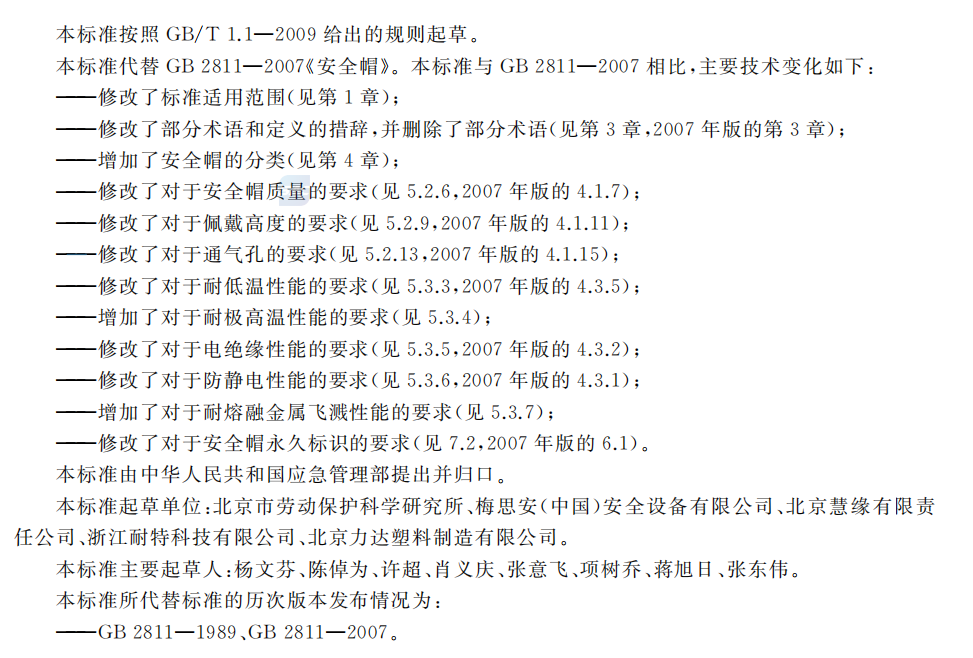 本标准按照 GB/T 1.1—2009 给出的规则起草。
本标准代替 GB 2811—2007《安全帽》。本标准与 GB 2811—2007 相比,主要技术变化如下:
——修改了标准适用范围(见第 1 章);
——修改了部分术语和定义的措辞,并删除了部分术语(见第 3 章,2007 年版的第 3 章);
——增加了安全帽的分类(见第 4 章);
——修改了对于安全帽质量的要求(见 5.2.6,2007 年版的 4.1.7);
——修改了对于佩戴高度的要求(见 5.2.9,2007 年版的 4.1.11);
——修改了对于通气孔的要求(见 5.2.13,2007 年版的 4.1.15);
——修改了对于耐低温性能的要求(见 5.3.3,2007 年版的 4.3.5);
——增加了对于耐极高温性能的要求(见 5.3.4);
——修改了对于电绝缘性能的要求(见 5.3.5,2007 年版的 4.3.2);
——修改了对于防静电性能的要求(见 5.3.6,2007 年版的 4.3.1);
——增加了对于耐熔融金属飞溅性能的要求(见 5.3.7);
——修改了对于安全帽永久标识的要求(见 7.2,2007 年版的 6.1)。
本标准由中华人民共和国应急管理部提出并归口。
本标准起草单位:北京市劳动保护科学研究所、梅思安(中国)安全设备有限公司、北京慧缘有限责
任公司、浙江耐特科技有限公司、北京力达塑料制造有限公司。
本标准主要起草人:杨文芬、陈倬为、许超、肖义庆、张意飞、项树乔、蒋旭日、张东伟。
本标准所代替标准的历次版本发布情况为:
——GB 2811—1989、GB 2811—2007。